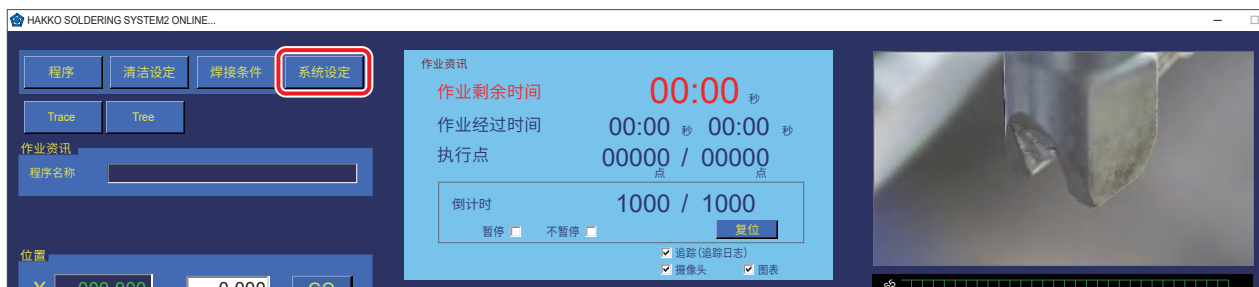 HAKKO SOLDERING SYSTEM2 ONLINE...
程序 清洁设定 焊接条件 系统设定
Trace Tree
作业资讯
程序名称
位置
作业资讯
作业剩余时间 00:00 秒
作业经过时间 00:00 秒 00:00 秒
执行点 00000 点 / 00000 点
倒计时 1000 / 1000
暂停 不暂停 复位
追踪(追踪日志)
摄像头 图表